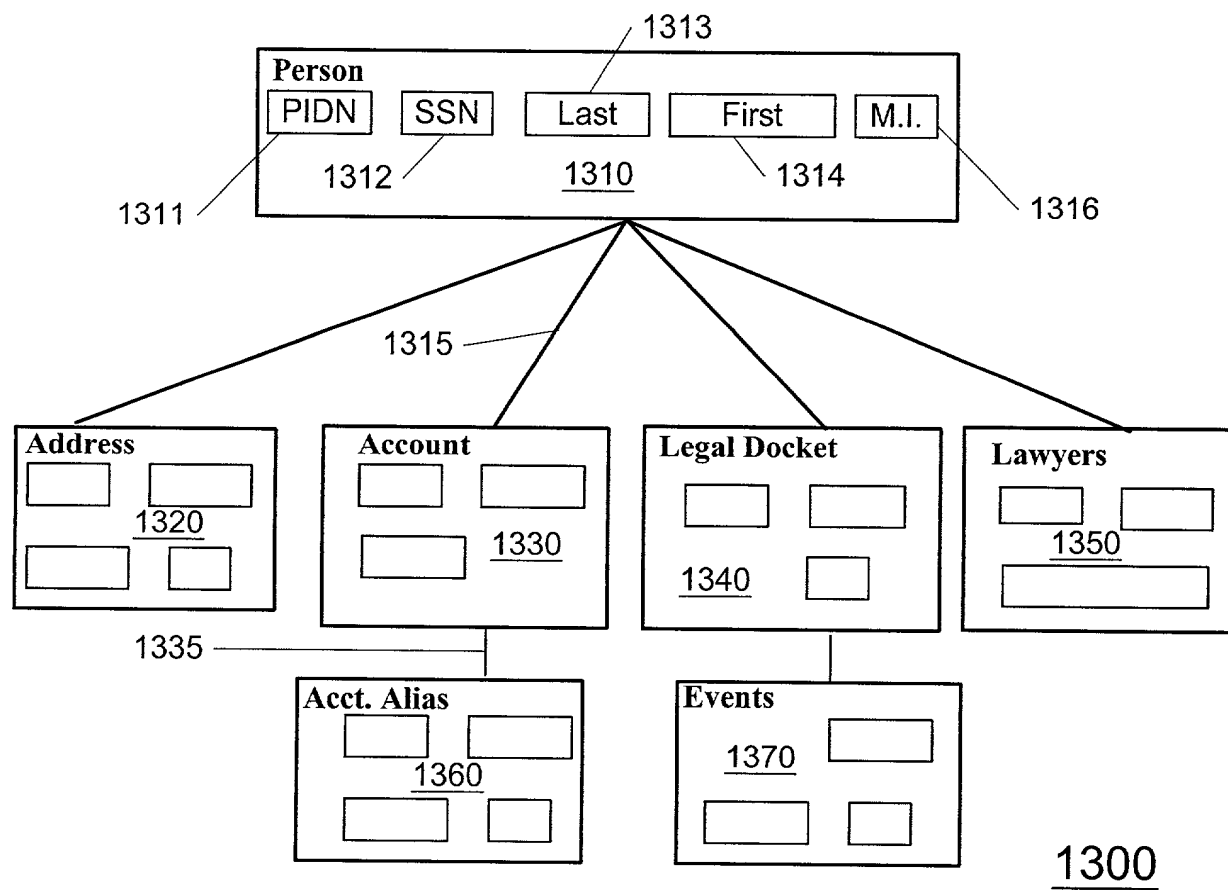 1313
Person
PIDN SSN Last First M.I.
1312 1310 1314
1311 1316
1315
Address Account Legal Docket Lawyers
1320 1330 1340 1350
1335
Acct. Alias Events
1360 1370
1300